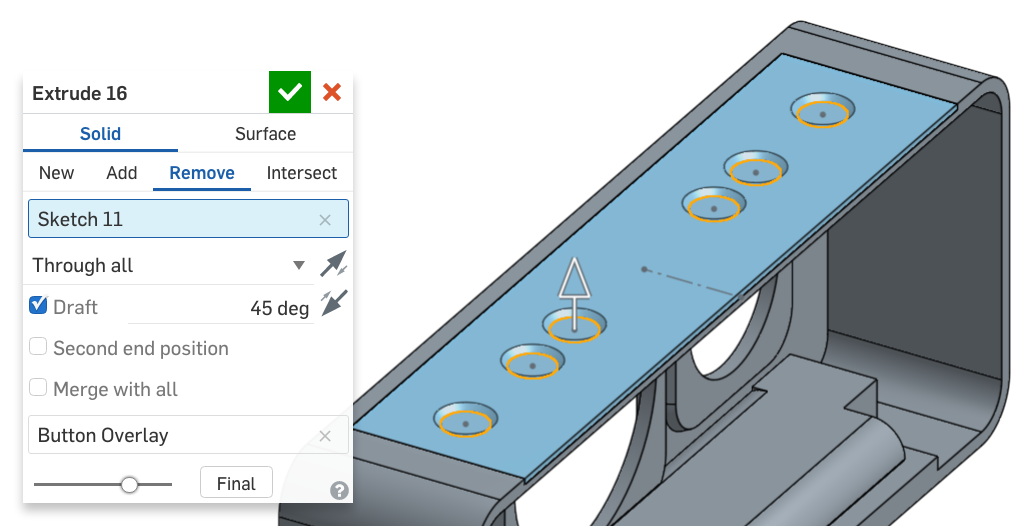 Extrude 16
Solid Surface
New Add Remove Intersect
Sketch 11
Through all
Draft 45 deg
Second end position
Merge with all
Button Overlay
Final
?